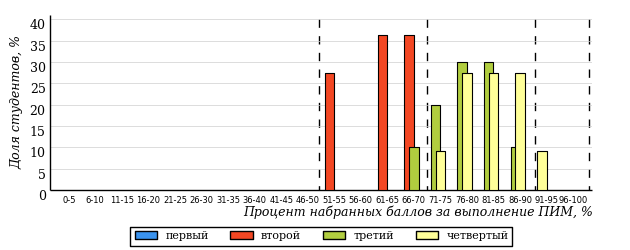 Доля студентов, %
40
35
30
25
20
15
10
5
0
0-5 6-10 11-15 16-20 21-25 26-30 31-35 36-40 41-45 46-50 51-55 56-60 61-65 66-70 71-75 76-80 81-85 86-90 91-95 96-100
Процент набранных баллов за выполнение ПИМ, %
первый второй третий четвертый